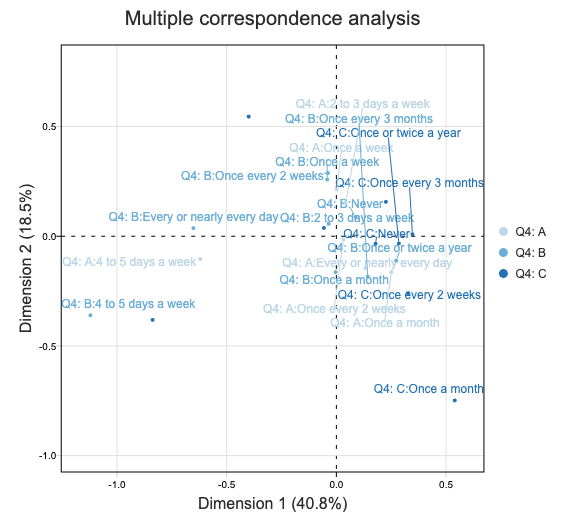 Multiple correspondence analysis
Q4: A:2 to 3 days a week
Q4: B:Once every 3 months
Q4: C:Once or twice a year
Q4: A:Once a week
Q4: B:Once a week
Q4: B:Once every 2 weeks
Q4: C:Once every 3 months
Q4: B:Never
Q4: B:Every or nearly every day
Q4: B:2 to 3 days a week
Q4: C:Never
Q4: B:Once or twice a year
Q4: A:4 to 5 days a week
Q4: A:Every or nearly every day
Q4: B:Once a month
Q4: C:Once every 2 weeks
Q4: B:4 to 5 days a week
Q4: A:Once every 2 weeks
Q4: A:Once a month
Q4: C:Once a month
0.5
0.0
-0.5
-1.0
Dimension 2 (18.5%)
-1.0
-0.5
0.0
0.5
Dimension 1 (40.8%)
Q4: A
Q4: B
Q4: C